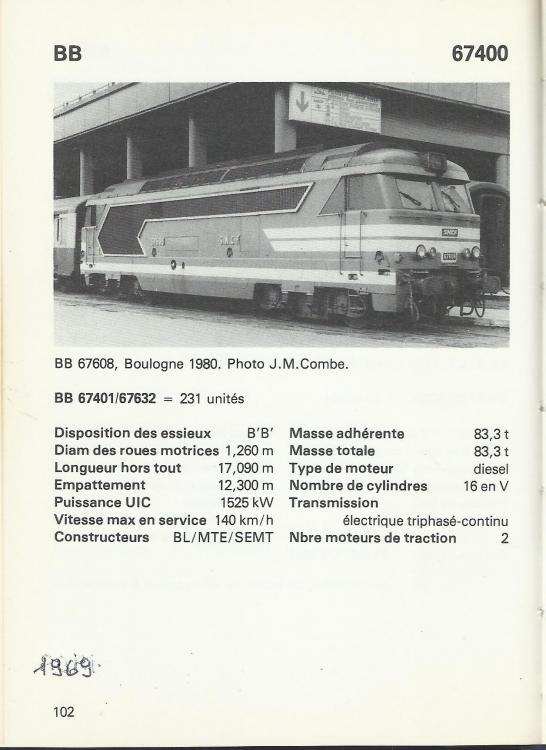 BB 67400
SNCF
SNCF
BB 67608, Boulogne 1980. Photo J.M.Combe.
BB 67401/67632 = 231 unités
Disposition des essieux B'B' Masse adhérente 83,3 t
Diam des roues motrices 1,260 m Masse totale 83,3 t
Longueur hors tout 17,090 m Type de moteur diesel
Empattement 12,300 m Nombre de cylindres 16 en V
Puissance UIC 1525 kW Transmission
Vitesse max en service 140 km/h électrique triphasé-continu
Constructeurs BL/MTE/SEMT Nbre moteurs de traction 2
1969.
102